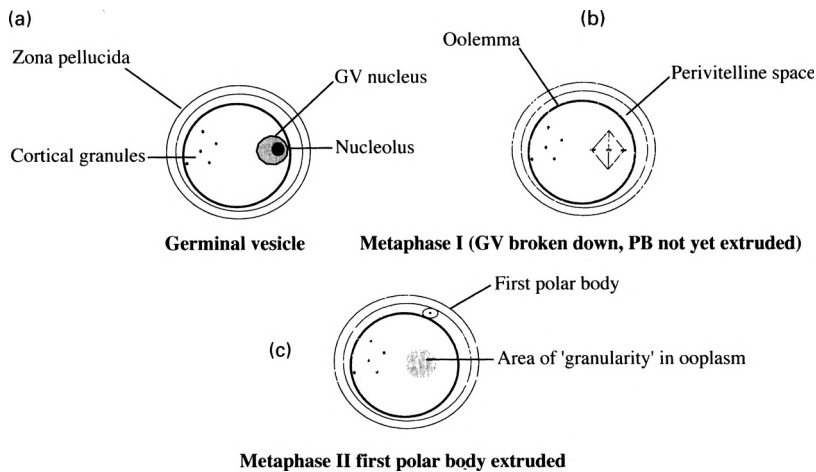 (a)
Zona pellucida
GV nucleus
Cortical granules
Nucleolus
Germinal vesicle
(b)
Oolemma
Perivitelline space
Metaphase I (GV broken down, PB not yet extruded)
(c)
First polar body
Area of 'granularity' in ooplasm
Metaphase II first polar body extruded